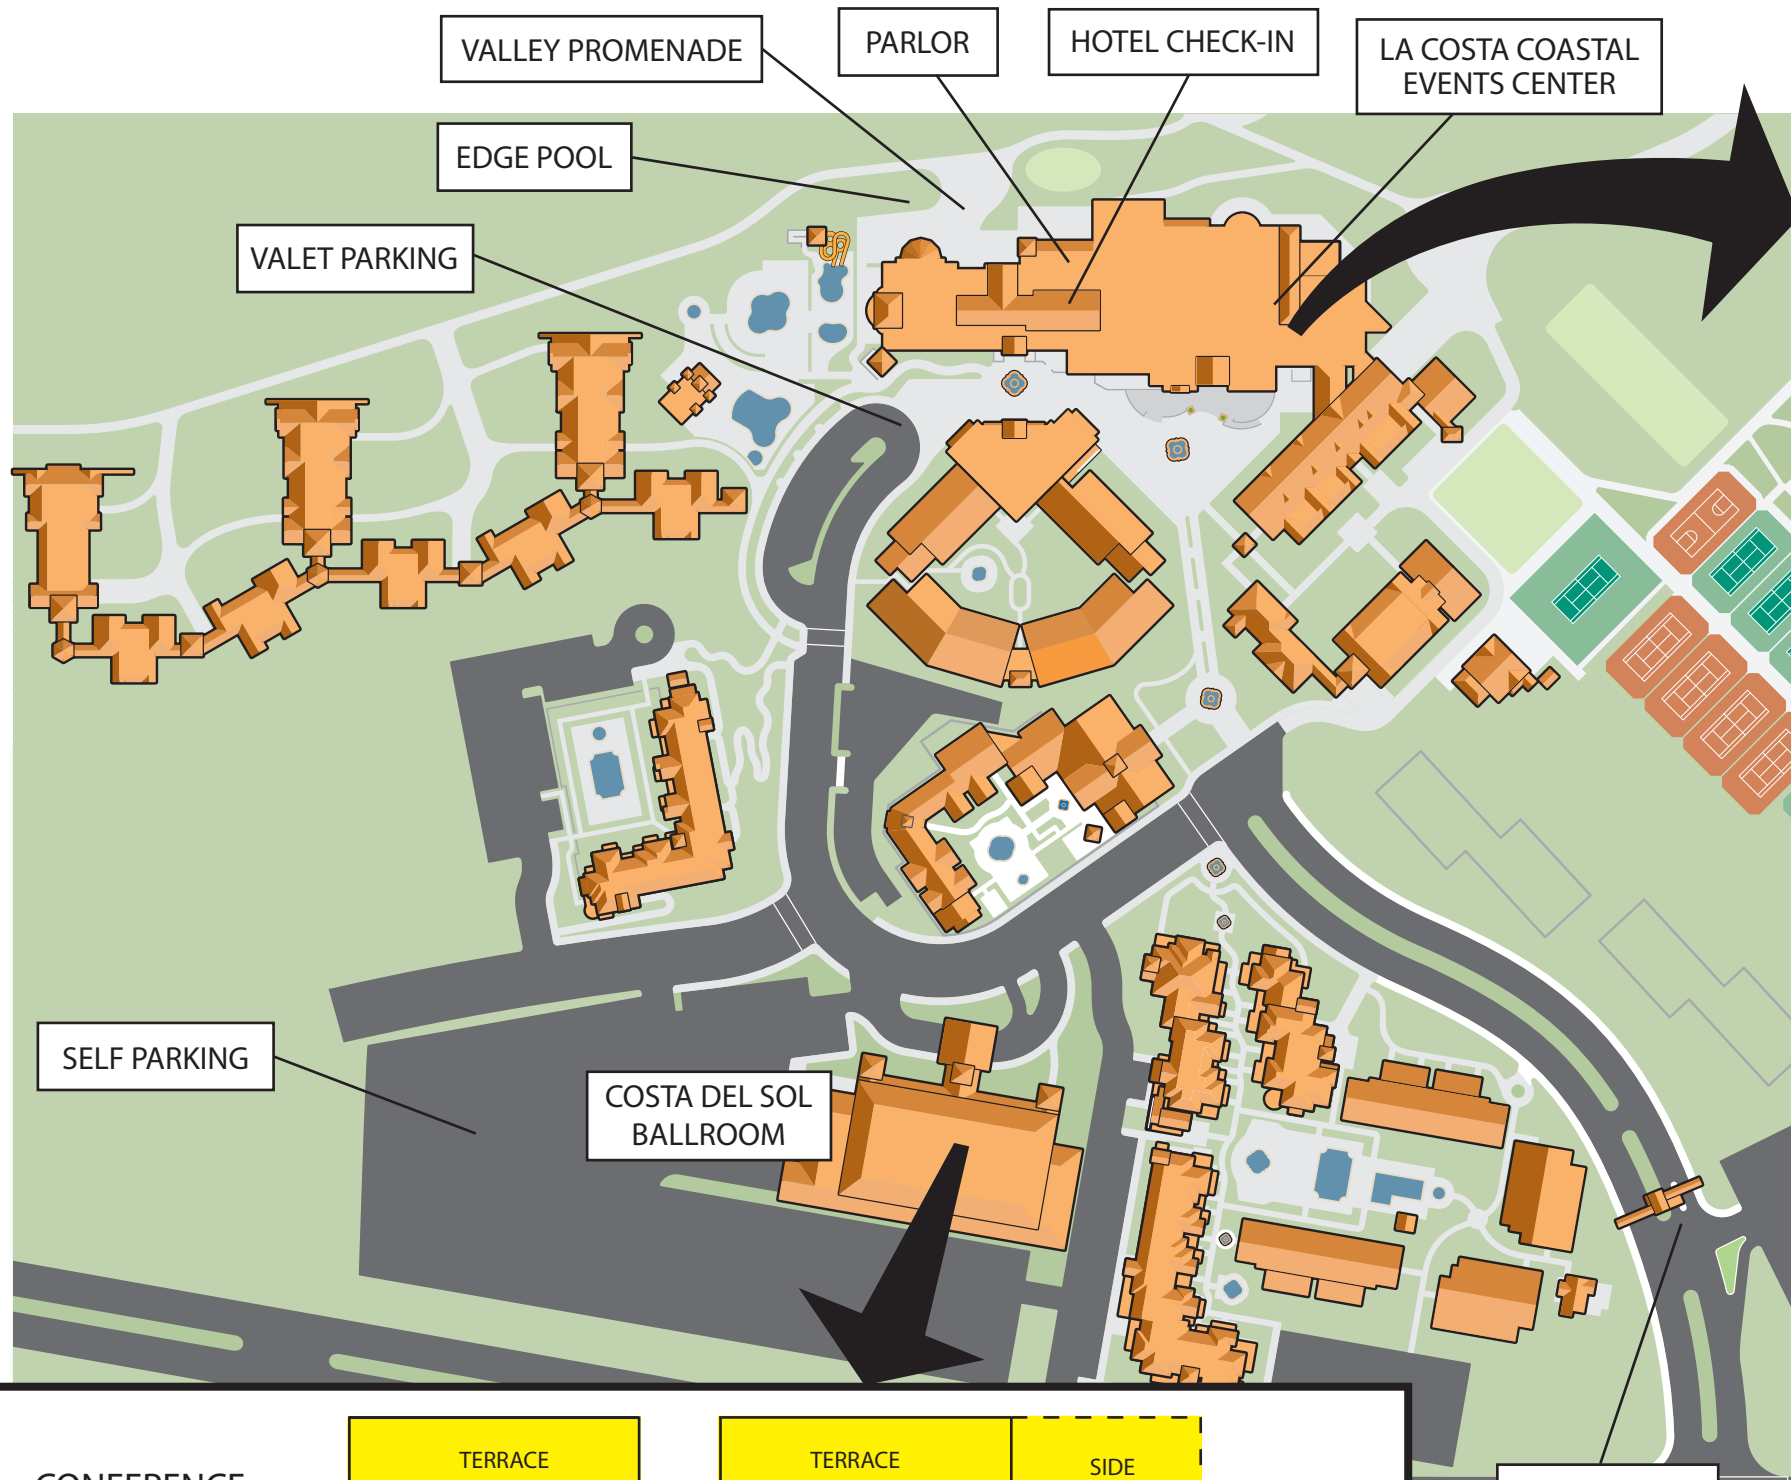 VALLEY PROMENADE
PARLOR
HOTEL CHECK-IN
LA COSTA COASTAL
EVENTS CENTER
EDGE POOL
VALET PARKING
SELF PARKING
COSTA DEL SOL
BALLROOM
TERRACE
TERRACE
SIDE
CONFERENCE